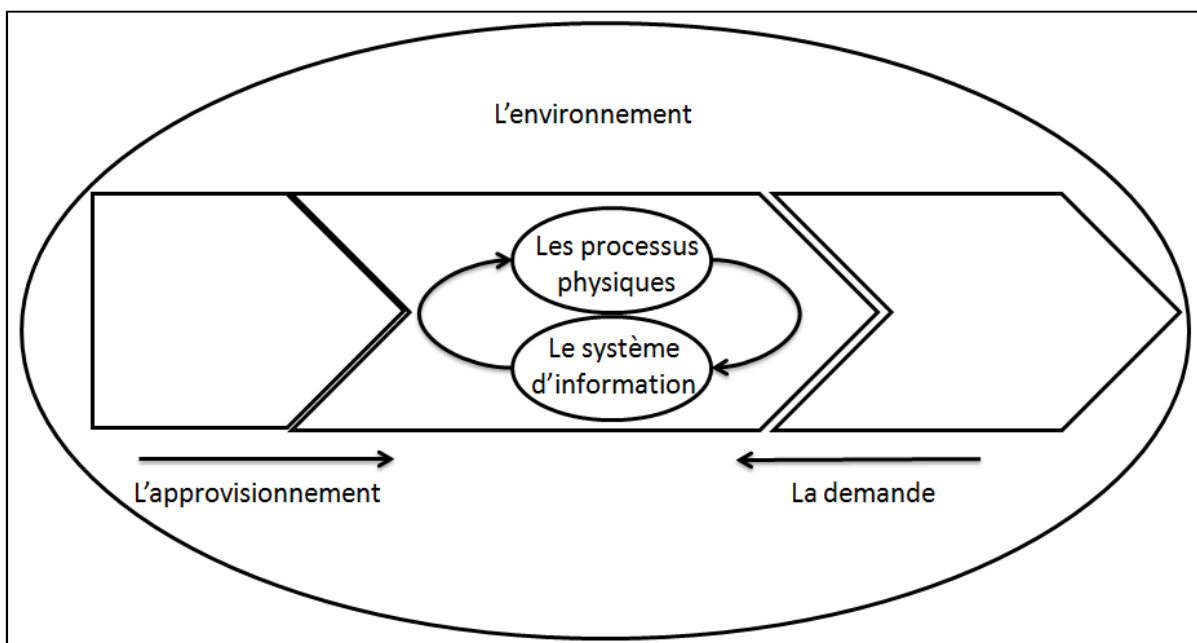 L’environnement
Les processus
physiques
Le système
d’information
L’approvisionnement
La demande